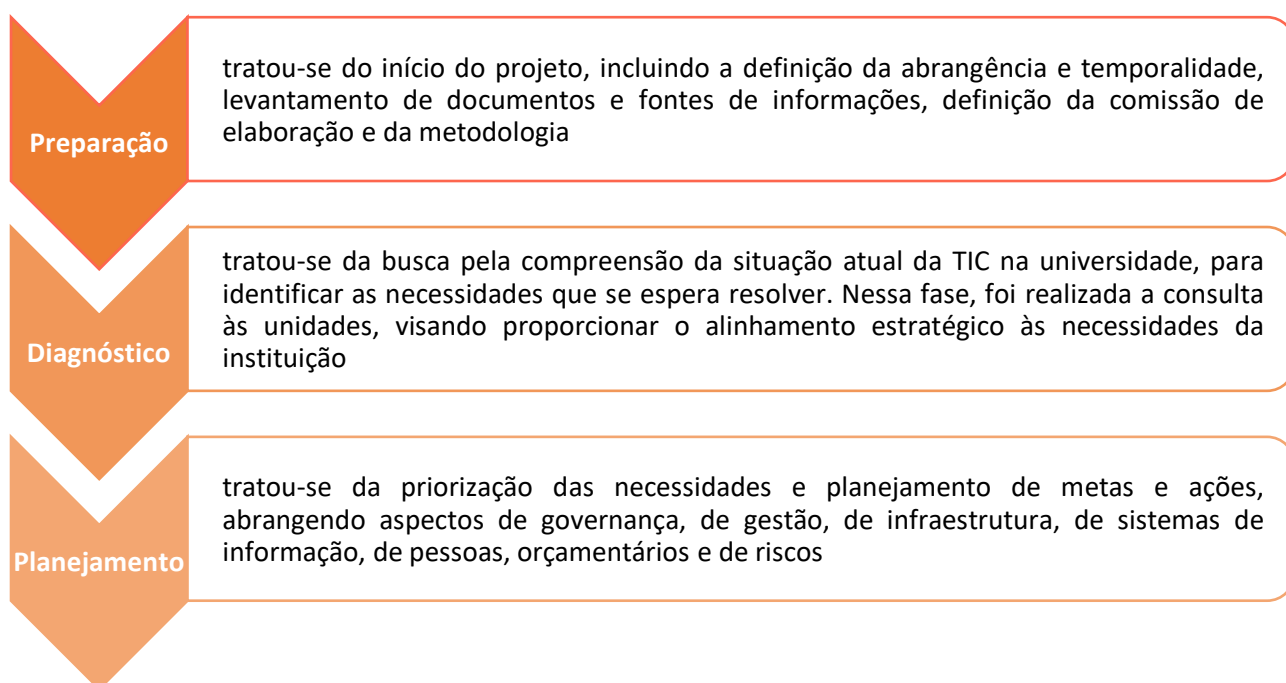 Preparação
tratou-se do início do projeto, incluindo a definição da abrangência e temporalidade,
levantamento de documentos e fontes de informações, definição da comissão de
elaboração e da metodologia
Diagnóstico
tratou-se da busca pela compreensão da situação atual da TIC na universidade, para
identificar as necessidades que se espera resolver. Nessa fase, foi realizada a consulta
às unidades, visando proporcionar o alinhamento estratégico às necessidades da
instituição
Planejamento
tratou-se da priorização das necessidades e planejamento de metas e ações,
abrangendo aspectos de governança, de gestão, de infraestrutura, de sistemas de
informação, de pessoas, orçamentários e de riscos